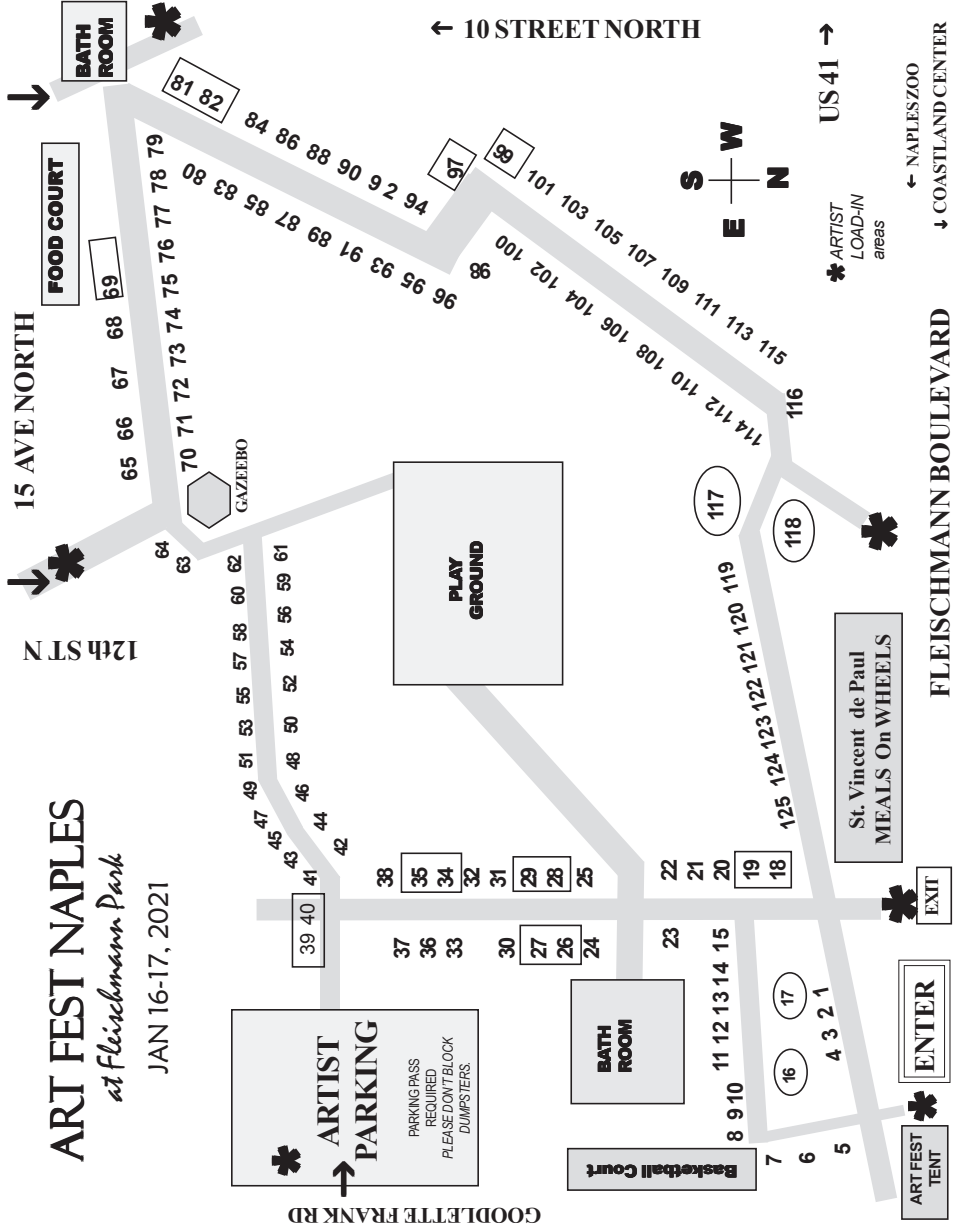 ART FEST NAPLES
at Fleischmann Park
JAN 16-17, 2021
12th ST N
15 AVE NORTH
FOOD COURT
BATH
ROOM
← 10 STREET NORTH
US 41 →
← NAPLES ZOO
↓ COASTLAND CENTER
FLEISCHMANN BOULEVARD
GOODLETTE FRANK RD
S
E W
N
* ARTIST
LOAD-IN
areas
ARTIST
PARKING
PARKING PASS
REQUIRED
PLEASE DON'T BLOCK
DUMPSTERS.
39 40
41 43 45 47 49 51 53 55 57 58 60 62 63 64
42 44 46 48 50 52 54 56 59 61
65 66 67 68 69
70 71 72 73 74 75 76 77 78 79
GAZEEBO
PLAY
GROUND
81 82 84 86 88 90 6 2 94 97
80 83 85 87 89 91 93 95 96 98
99 101 103 105 107 109 111 113 115 116
100 102 104 106 108 110 112 114
117
118
119 120 121 122 123 124 125
37 36 33 30 27 26 24 23
38 35 34 32 31 29 28 25 22 21 20 19 18
BATH
ROOM
Basketball Court
8 9 10 11 12 13 14 15
7 6 5
16 17
4 3 2 1
ART FEST
TENT
ENTER
EXIT
St. Vincent de Paul
MEALS On WHEELS